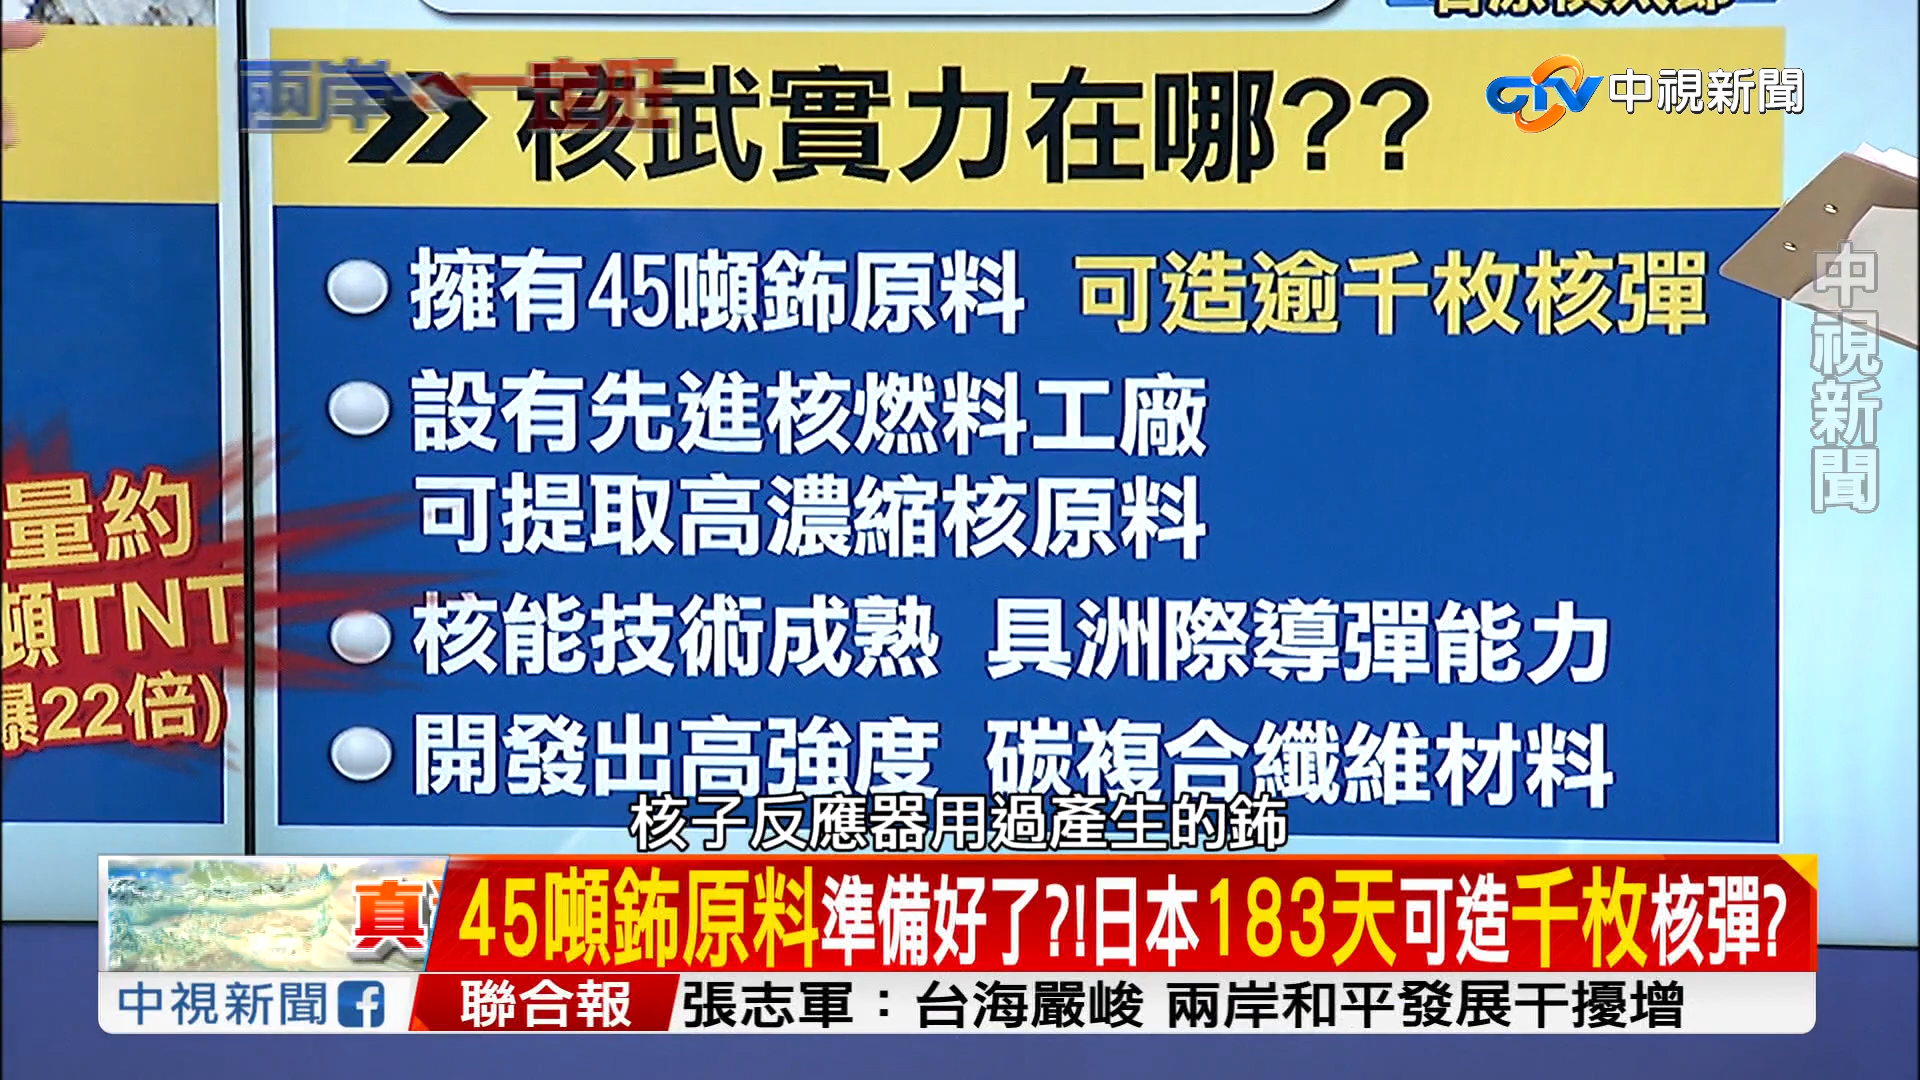 CTV 中視新聞
兩岸
核武實力在哪??
擁有45噸鈽原料 可造逾千枚核彈
設有先進核燃料工廠
可提取高濃縮核原料
核能技術成熟 具洲際導彈能力
開發出高強度 碳複合纖維材料
量約
噸TNT
爆22倍)
中視新聞
核子反應器用過產生的鈽
真
45噸鈽原料準備好了?!日本183天可造千枚核彈?
中視新聞
聯合報 張志軍：台海嚴峻 兩岸和平發展干擾增